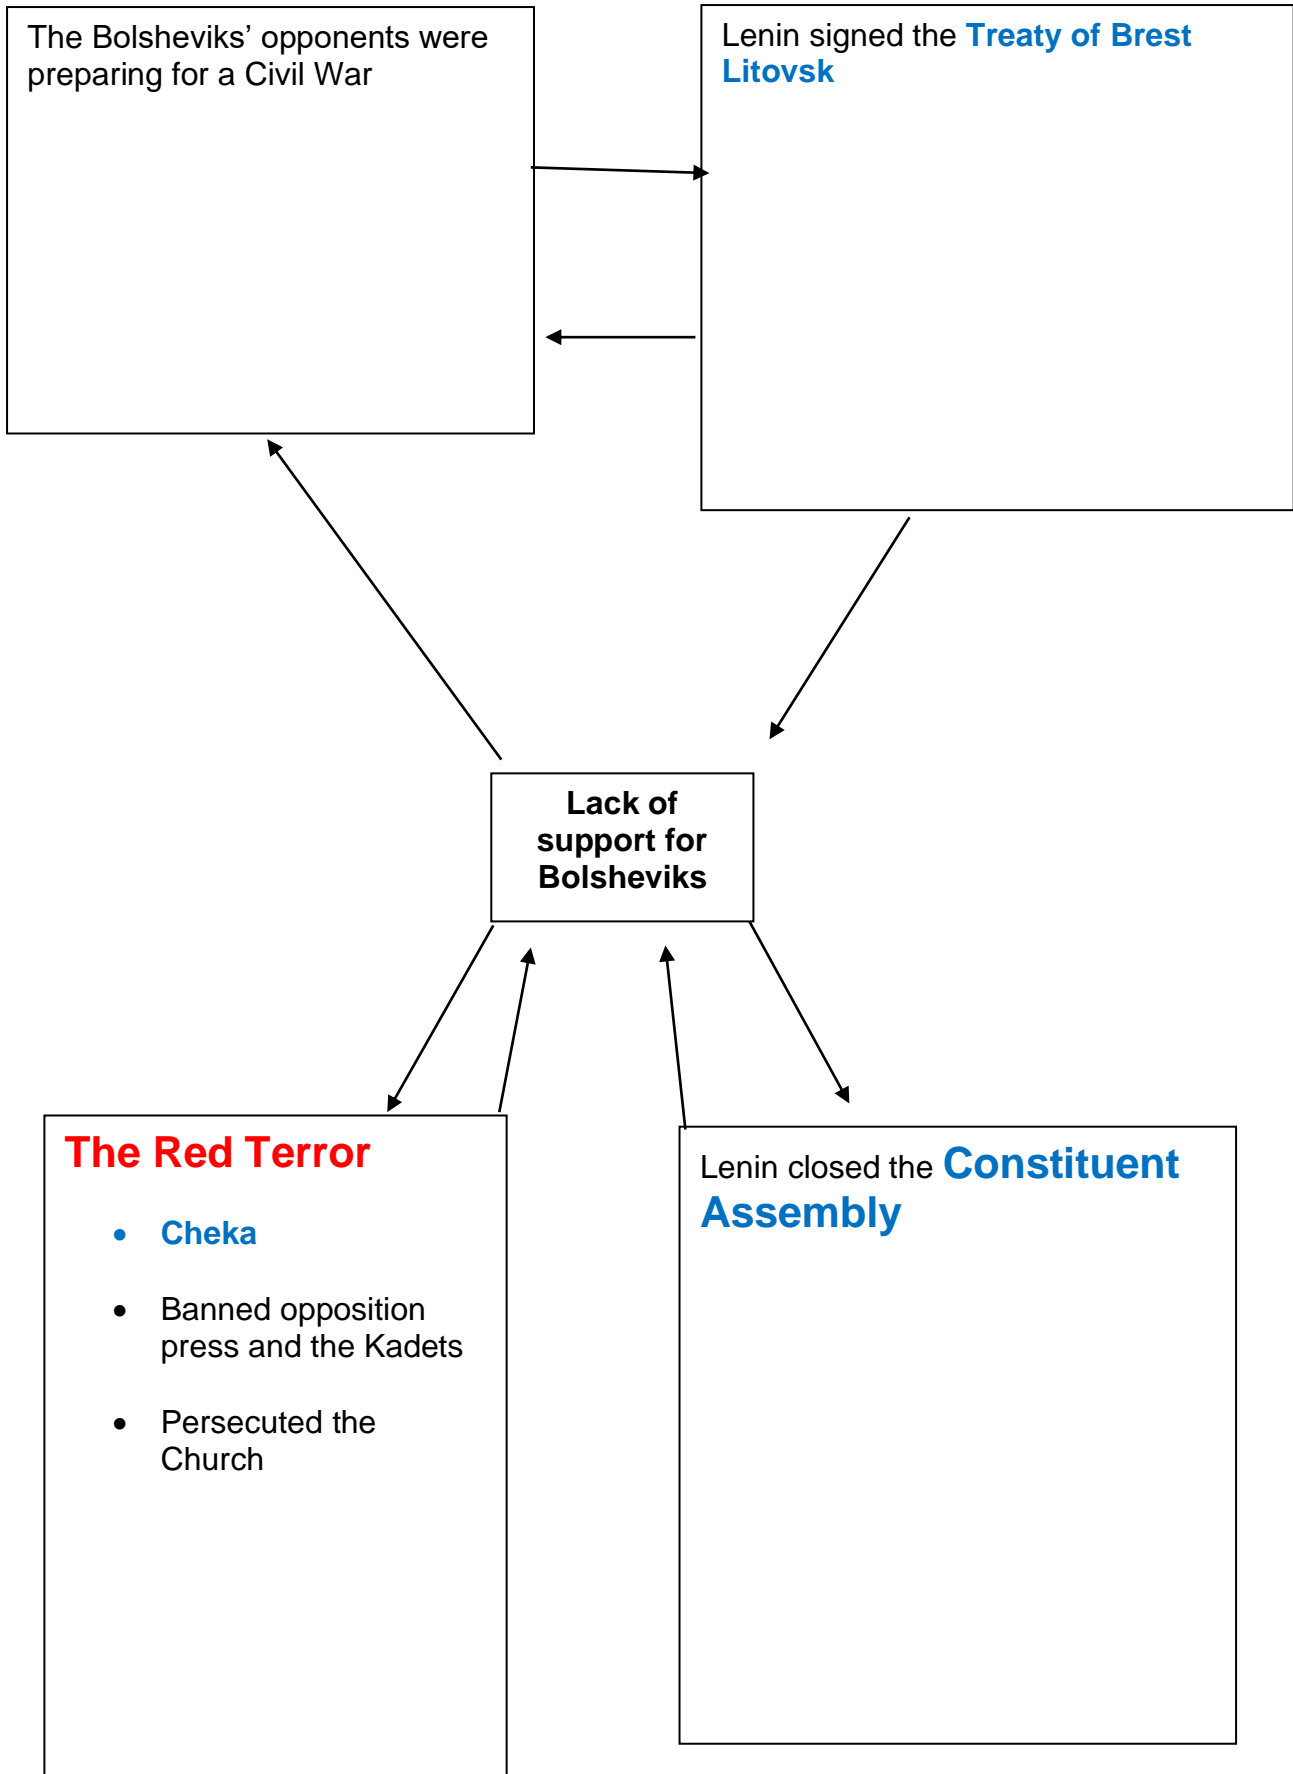 The Bolsheviks’ opponents were
preparing for a Civil War
Lenin signed the Treaty of Brest
Litovsk
Lack of
support for
Bolsheviks
The Red Terror
• Cheka
• Banned opposition
press and the Kadets
• Persecuted the
Church
Lenin closed the Constituent
Assembly